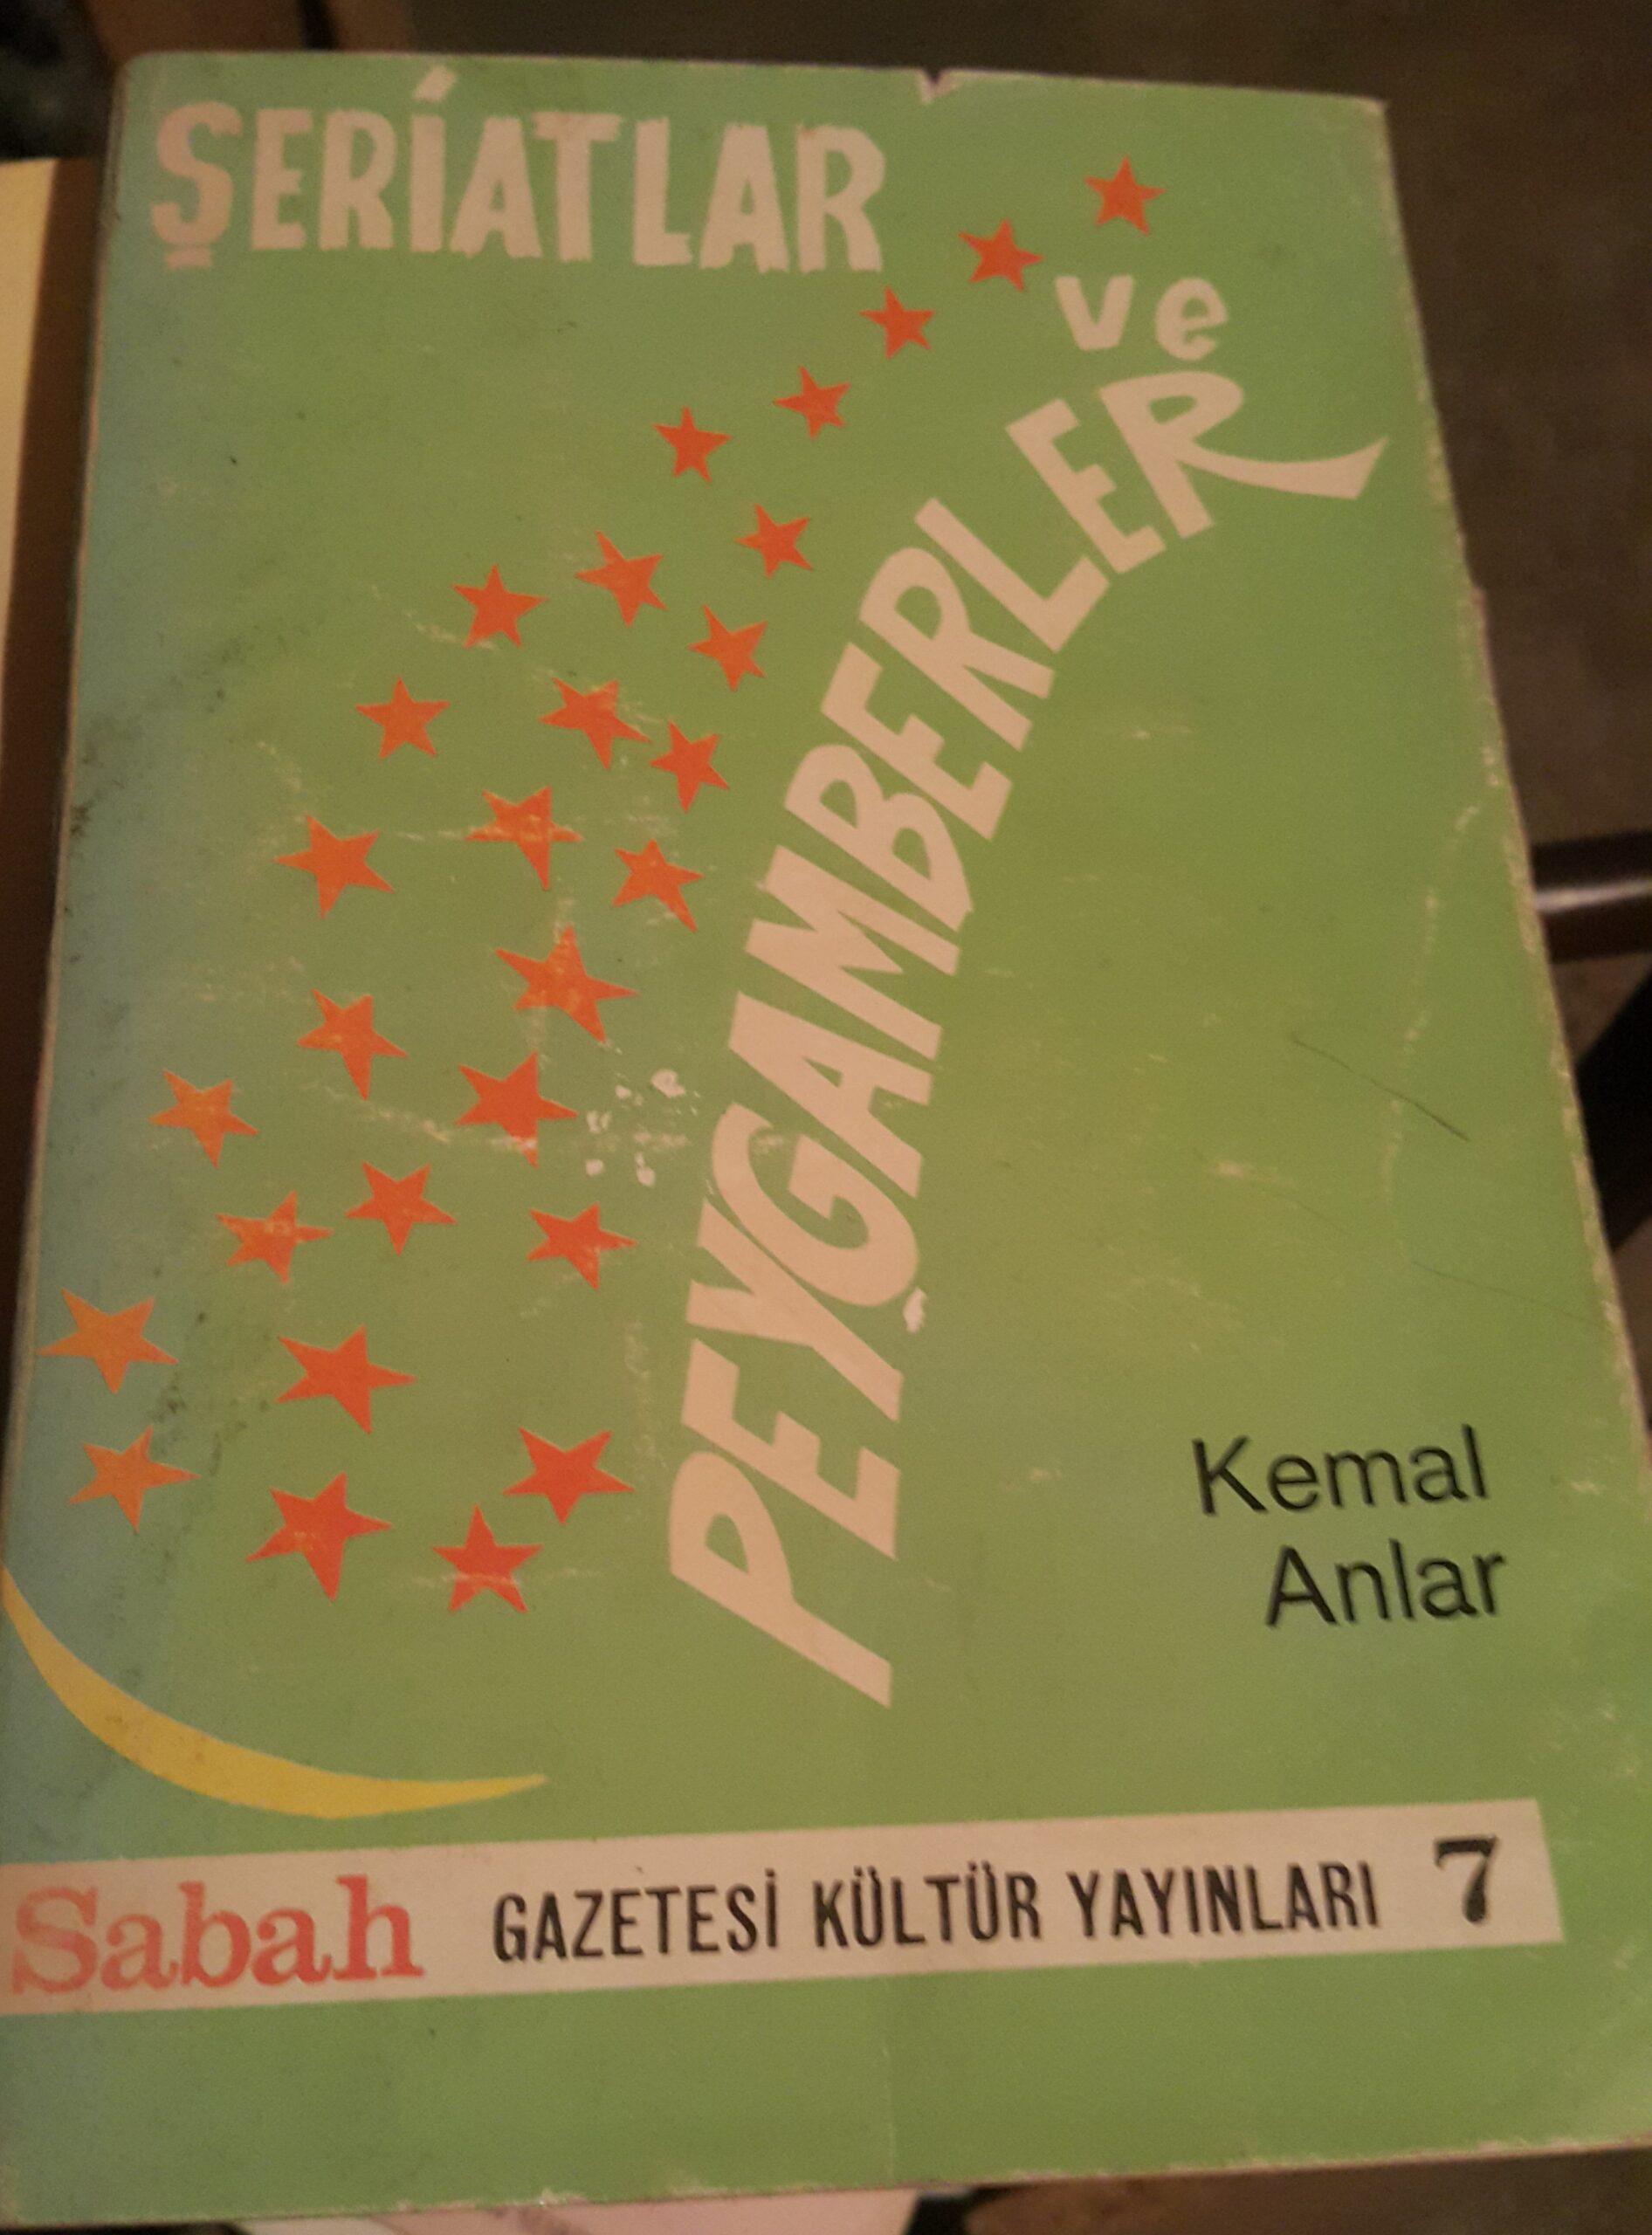 ŞERİATLAR
ve
PEYGAMBERLER
Kemal
Anlar
Sabah GAZETESİ KÜLTÜR YAYINLARI 7